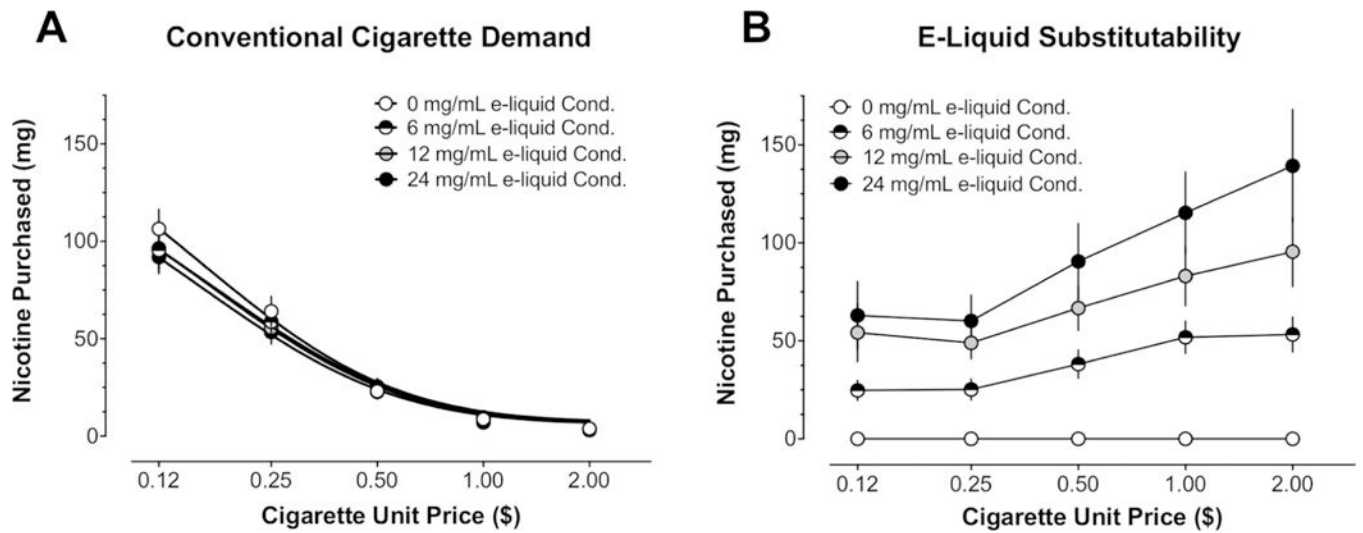 A
Conventional Cigarette Demand
0 mg/mL e-liquid Cond.
6 mg/mL e-liquid Cond.
12 mg/mL e-liquid Cond.
24 mg/mL e-liquid Cond.
Nicotine Purchased (mg)
150
100
50
0
0.12 0.25 0.50 1.00 2.00
Cigarette Unit Price ($)
B
E-Liquid Substitutability
0 mg/mL e-liquid Cond.
6 mg/mL e-liquid Cond.
12 mg/mL e-liquid Cond.
24 mg/mL e-liquid Cond.
Nicotine Purchased (mg)
150
100
50
0
0.12 0.25 0.50 1.00 2.00
Cigarette Unit Price ($)